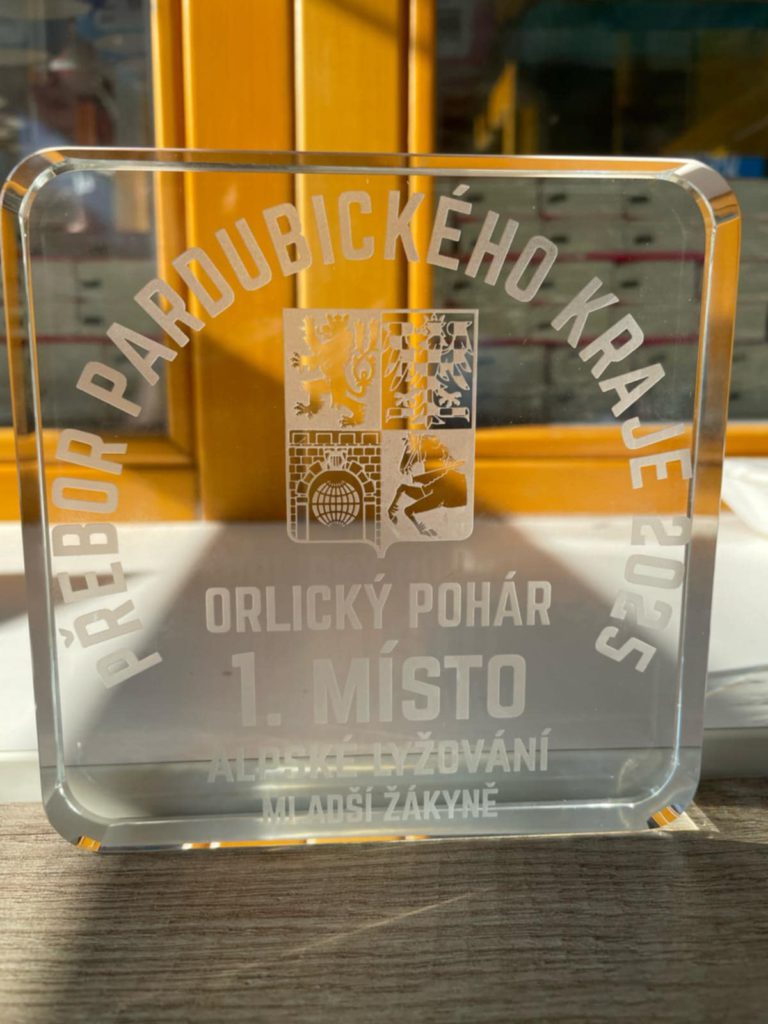 PŘEBOR PARDUBICKÉHO KRAJE 2025
ORLICKÝ POHÁR
1. MÍSTO
ALPSKÉ LYŽOVÁNÍ
MLADŠÍ ŽÁKYNĚ